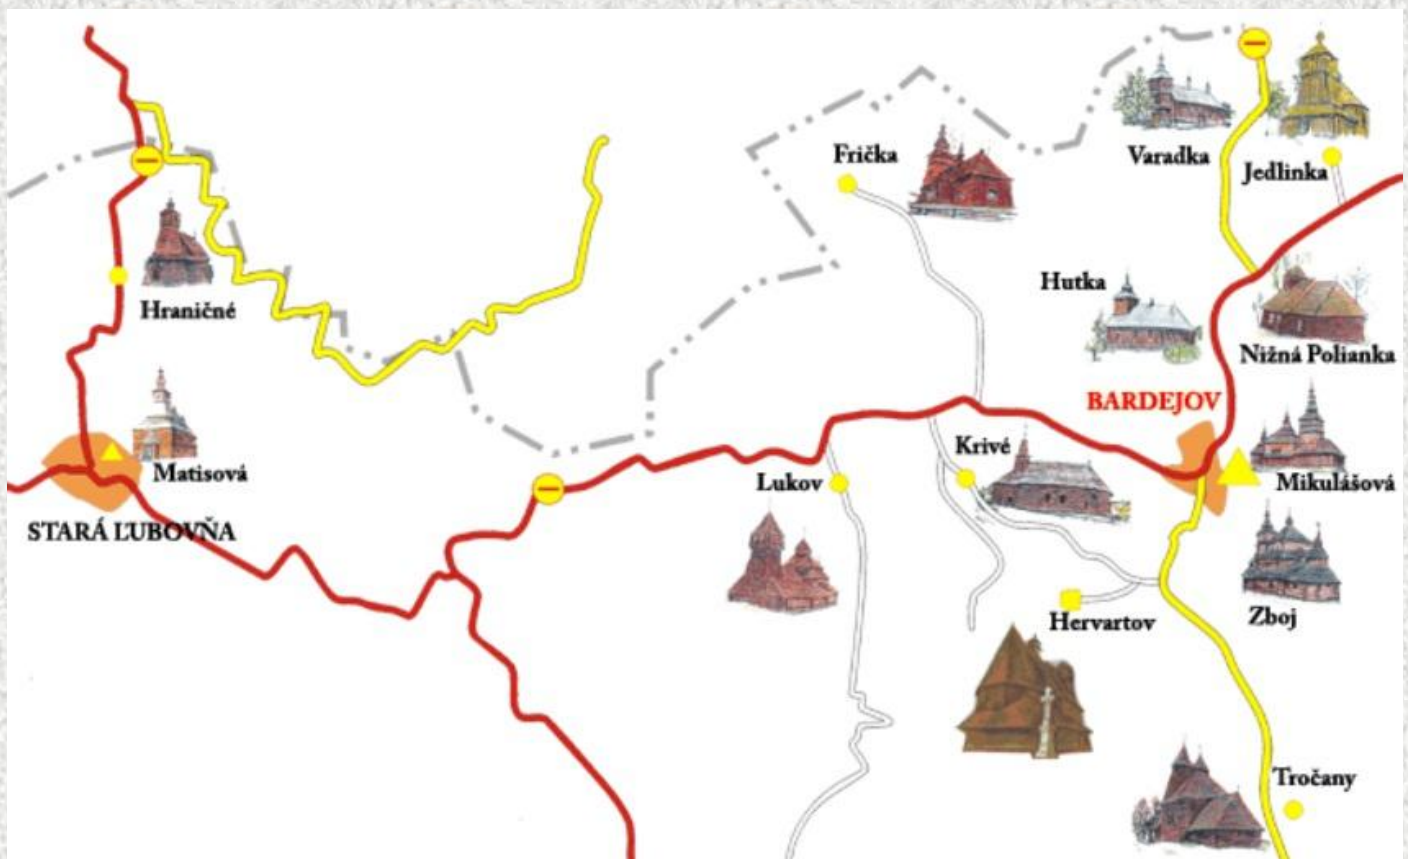 Frička
Varadka
Jedlinka
Hutka
Hraničné
Nižná Polianka
BARDEJOV
Krivé
Matisová
Lukov
Mikulášová
STARÁ ĽUBOVŇA
Zboj
Hervartov
Tročany